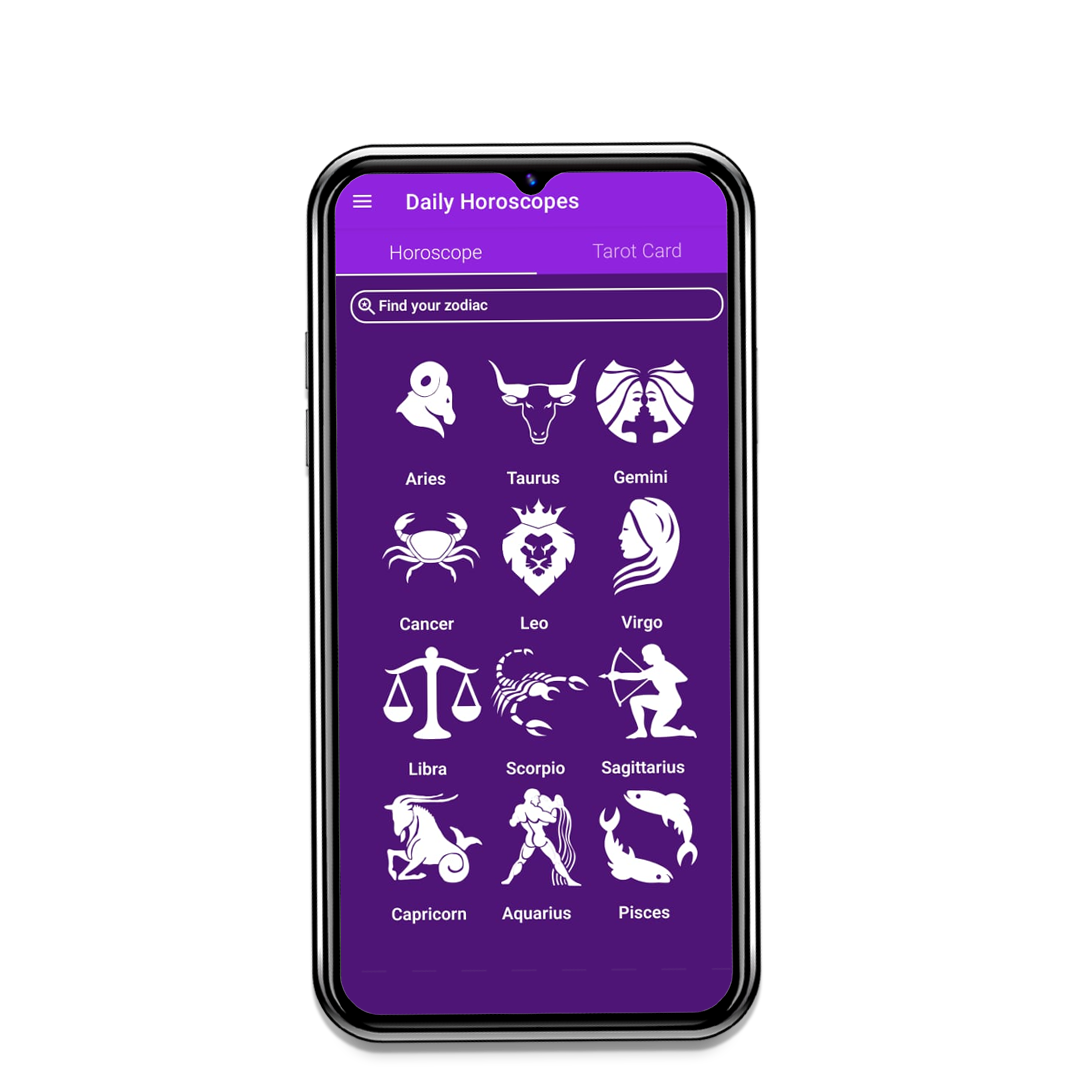 Daily Horoscopes
Horoscope Tarot Card
Find your zodiac
Aries Taurus Gemini
Cancer Leo Virgo
Libra Scorpio Sagittarius
Capricorn Aquarius Pisces